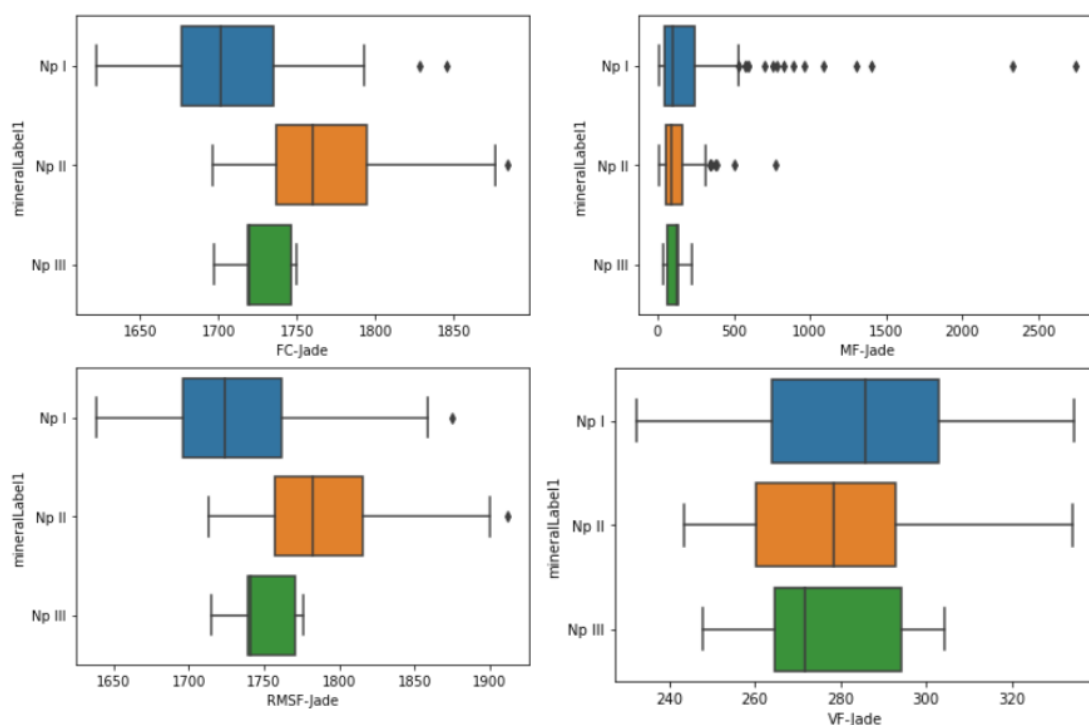 mineralLabel1
Np I
Np II
Np III
1650 1700 1750 1800 1850
FC-Jade
mineralLabel1
Np I
Np II
Np III
0 500 1000 1500 2000 2500
MF-Jade
mineralLabel1
Np I
Np II
Np III
1650 1700 1750 1800 1850 1900
RMSF-Jade
mineralLabel1
Np I
Np II
Np III
240 260 280 300 320
VF-Jade